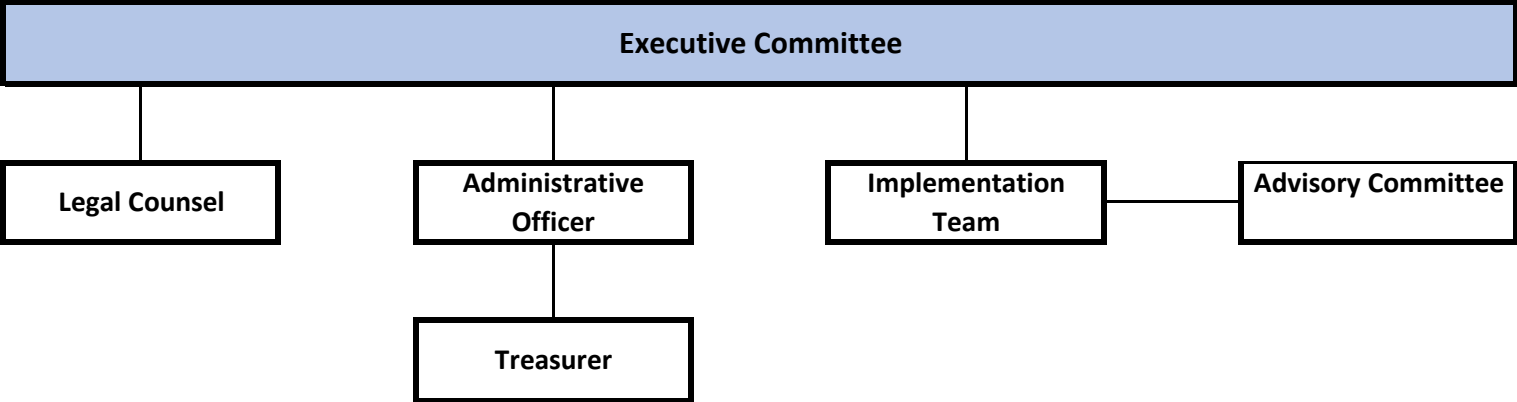 Executive Committee
Legal Counsel
Administrative
Officer
Implementation
Team
Advisory Committee
Treasurer